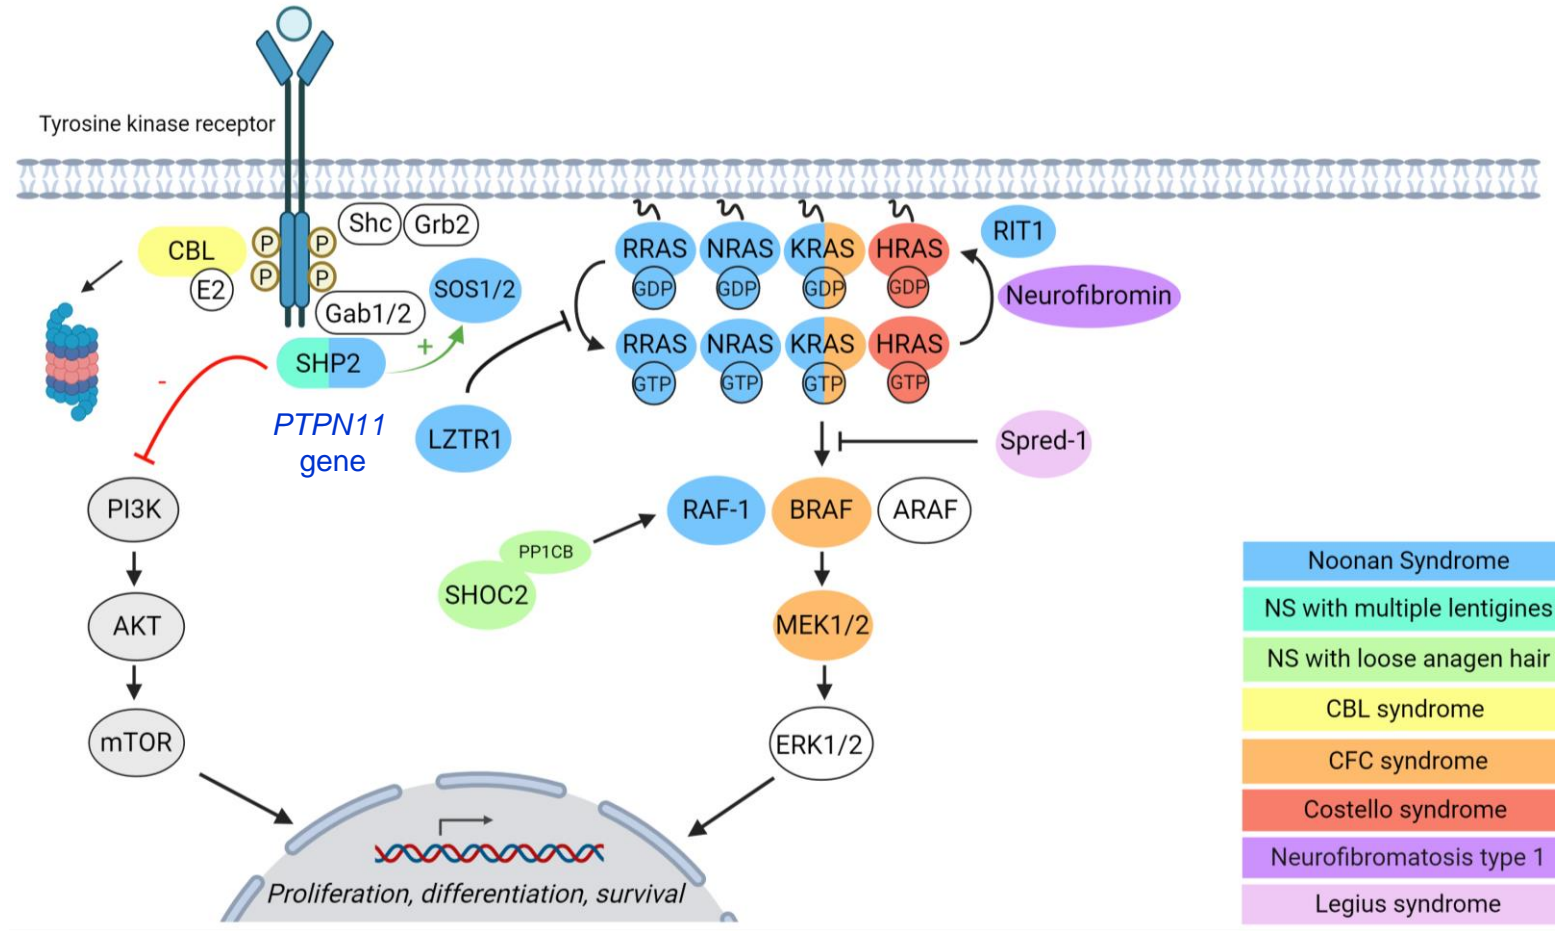 Tyrosine kinase receptor
P
P
P
P
Shc
Grb2
CBL
E2
Gab1/2
SOS1/2
+
SHP2
-
PTPN11
gene
LZTR1
RRAS
NRAS
KRAS
HRAS
GDP
GDP
GDP
GDP
RIT1
Neurofibromin
RRAS
NRAS
KRAS
HRAS
GTP
GTP
GTP
GTP
Spred-1
PI3K
AKT
mTOR
RAF-1
BRAF
ARAF
PP1CB
SHOC2
MEK1/2
ERK1/2
Proliferation, differentiation, survival
Noonan Syndrome
NS with multiple lentigines
NS with loose anagen hair
CBL syndrome
CFC syndrome
Costello syndrome
Neurofibromatosis type 1
Legius syndrome